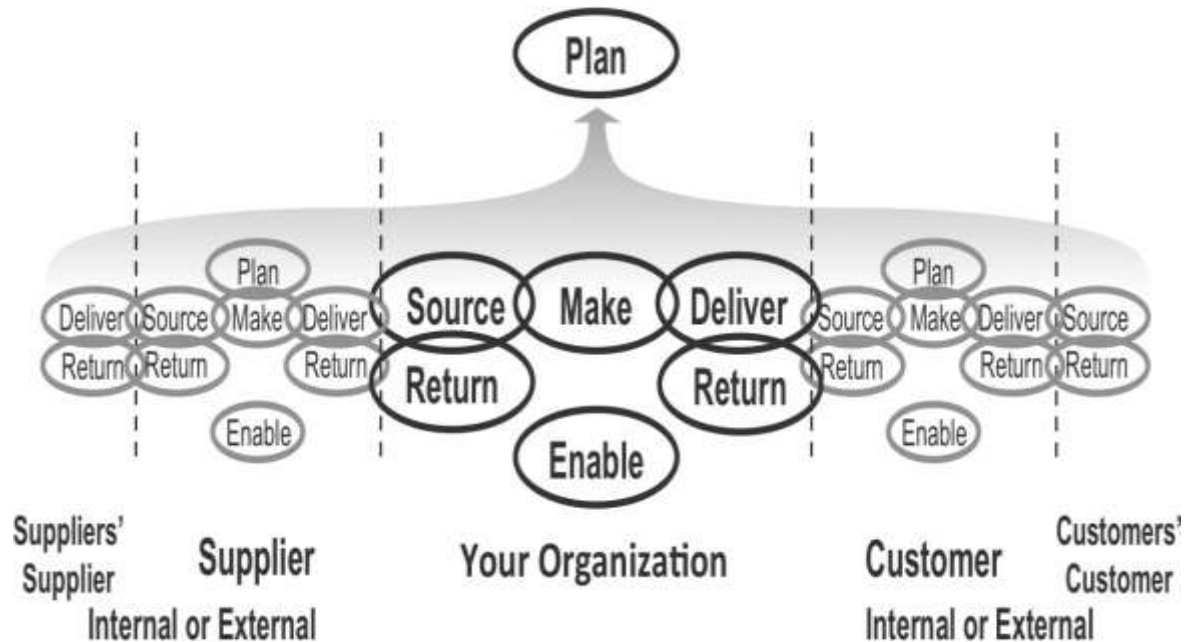 Plan
Plan
Plan
Deliver Source Make Deliver Source Make Deliver Source Make Deliver Source
Return Return Return Return Return Return Return Return
Enable Enable Enable
Suppliers' Supplier
Supplier
Your Organization
Customer
Customers' Customer
Internal or External
Internal or External